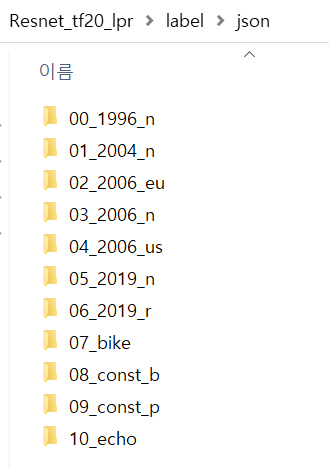 Resnet_tf20_lpr > label > json
이름
00_1996_n
01_2004_n
02_2006_eu
03_2006_n
04_2006_us
05_2019_n
06_2019_r
07_bike
08_const_b
09_const_p
10_echo